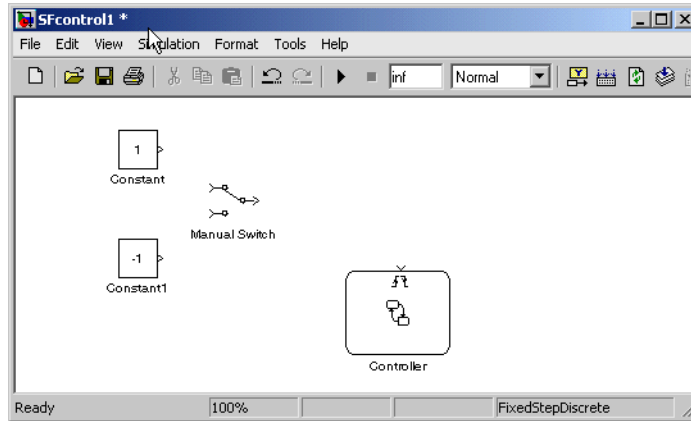 SFcontrol1 *
File Edit View Simulation Format Tools Help
inf Normal
1
Constant
Manual Switch
-1
Constant1
Controller
Ready 100% FixedStepDiscrete